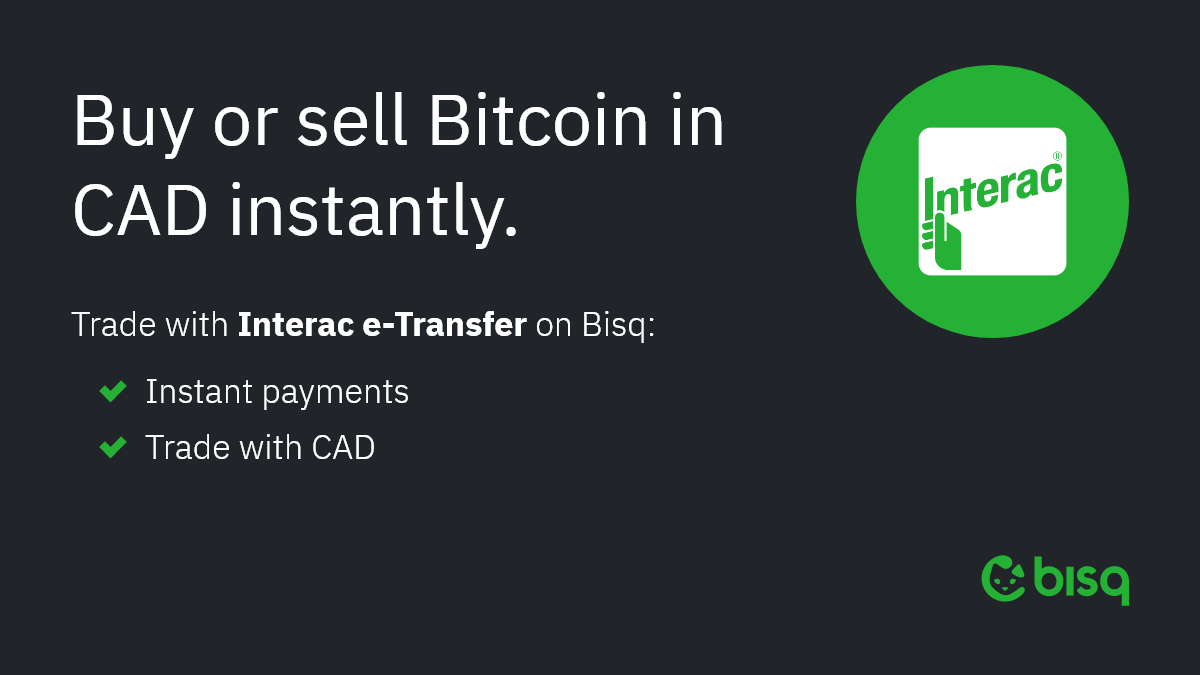 Buy or sell Bitcoin in
CAD instantly.
Interac®
Trade with Interac e-Transfer on Bisq:
Instant payments
Trade with CAD
bisq